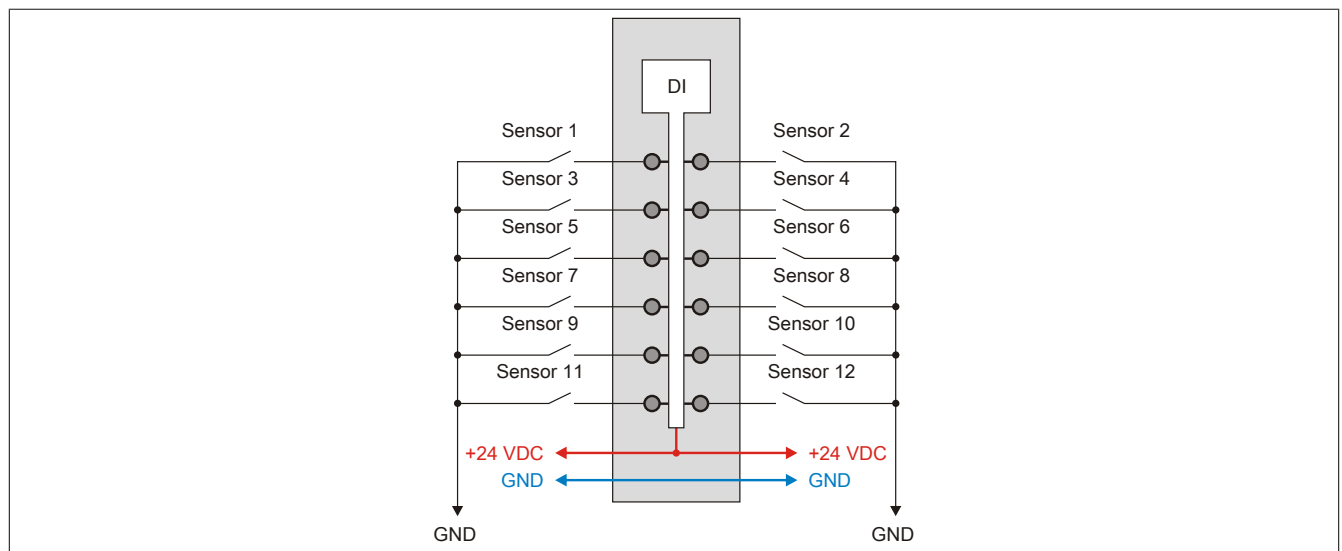 DI
Sensor 1 Sensor 2
Sensor 3 Sensor 4
Sensor 5 Sensor 6
Sensor 7 Sensor 8
Sensor 9 Sensor 10
Sensor 11 Sensor 12
+24 VDC +24 VDC
GND GND
GND GND